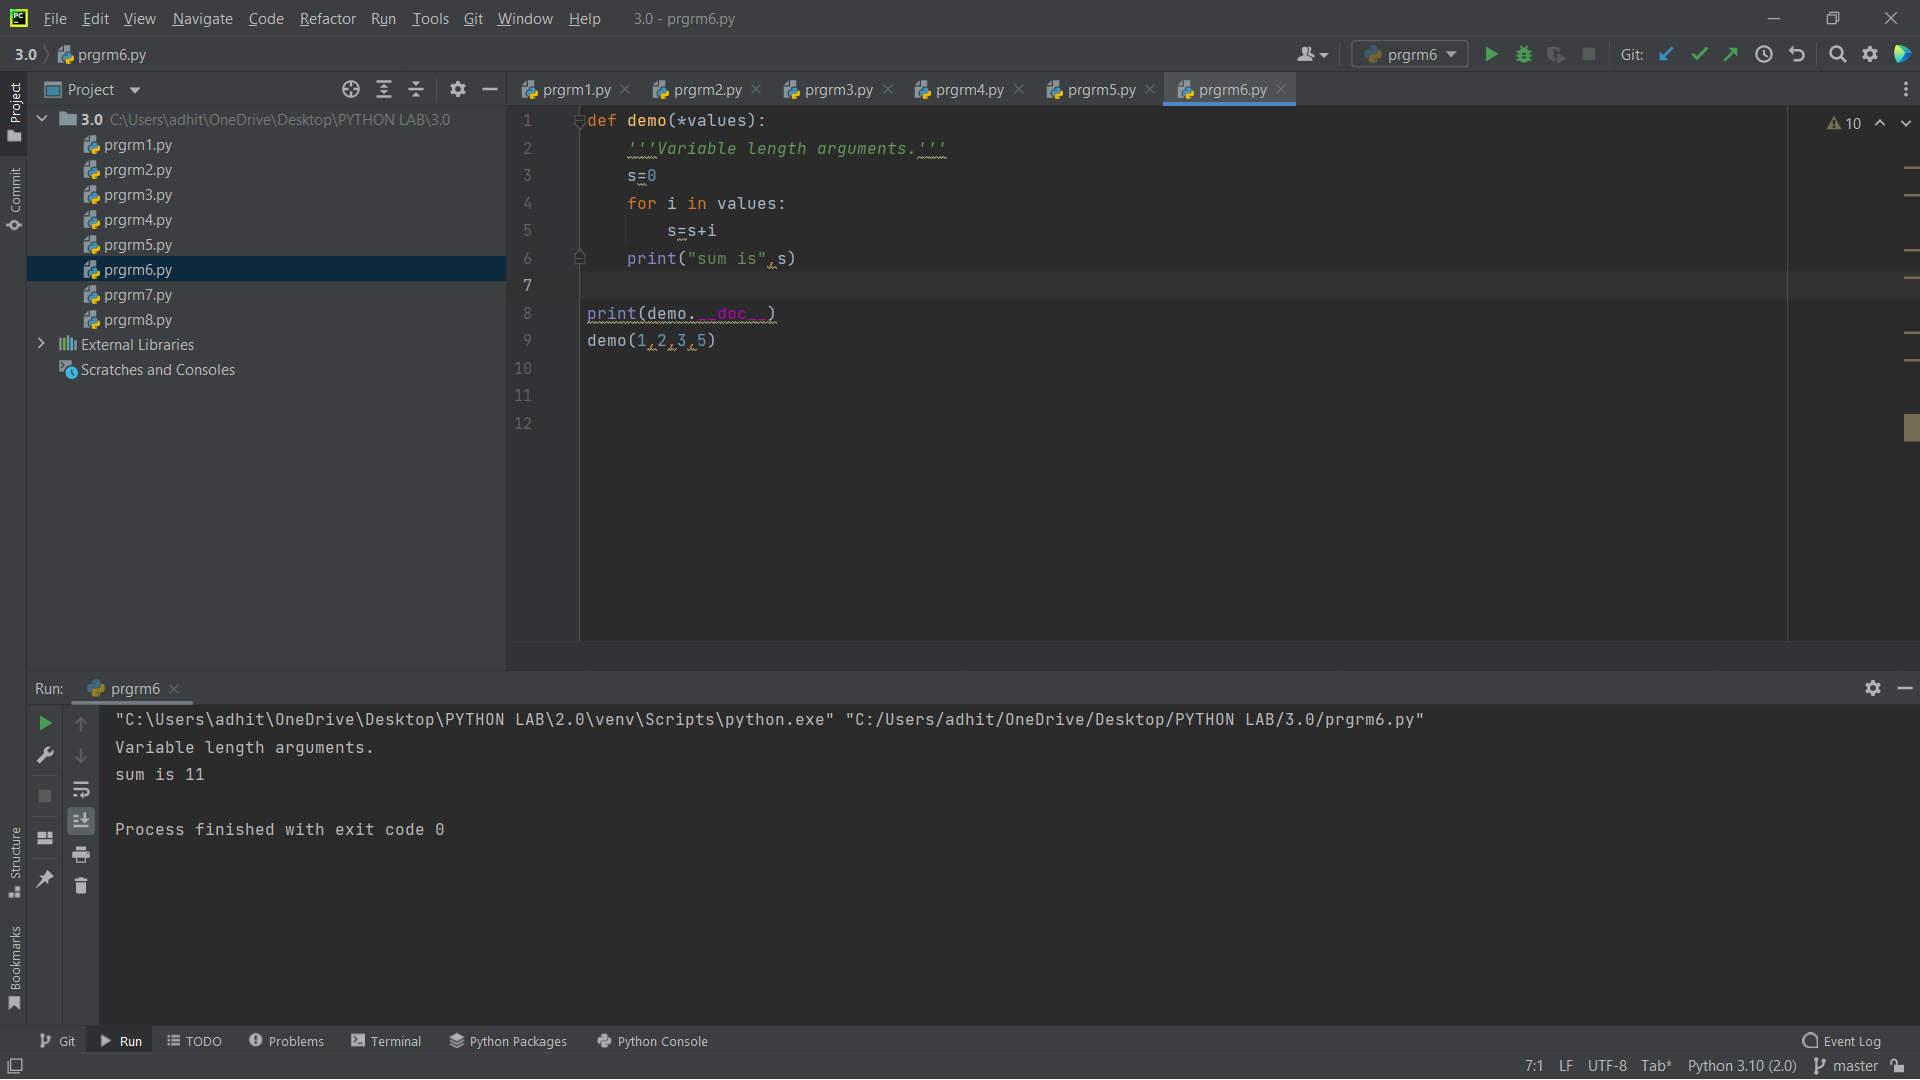 File Edit View Navigate Code Refactor Run Tools Git Window Help 3.0 - prgrm6.py
3.0 prgrm6.py prgrm6 Git:
Project prgrm1.py prgrm2.py prgrm3.py prgrm4.py prgrm5.py prgrm6.py
3.0 C:\Users\adhit\OneDrive\Desktop\PYTHON LAB\3.0
prgrm1.py
prgrm2.py
prgrm3.py
prgrm4.py
prgrm5.py
prgrm6.py
prgrm7.py
prgrm8.py
External Libraries
Scratches and Consoles
Project
Commit
Structure
Bookmarks
1 def demo(*values):
2 '''Variable length arguments.'''
3 s=0
4 for i in values:
5 s=s+i
6 print("sum is",s)
7
8 print(demo.__doc__)
9 demo(1,2,3,5)
10
11
12
10
Run: prgrm6
"C:\Users\adhit\OneDrive\Desktop\PYTHON LAB\2.0\venv\Scripts\python.exe" "C:/Users/adhit/OneDrive/Desktop/PYTHON LAB/3.0/prgrm6.py"
Variable length arguments.
sum is 11
Process finished with exit code 0
Git Run TODO Problems Terminal Python Packages Python Console Event Log
7:1 LF UTF-8 Tab* Python 3.10 (2.0) master